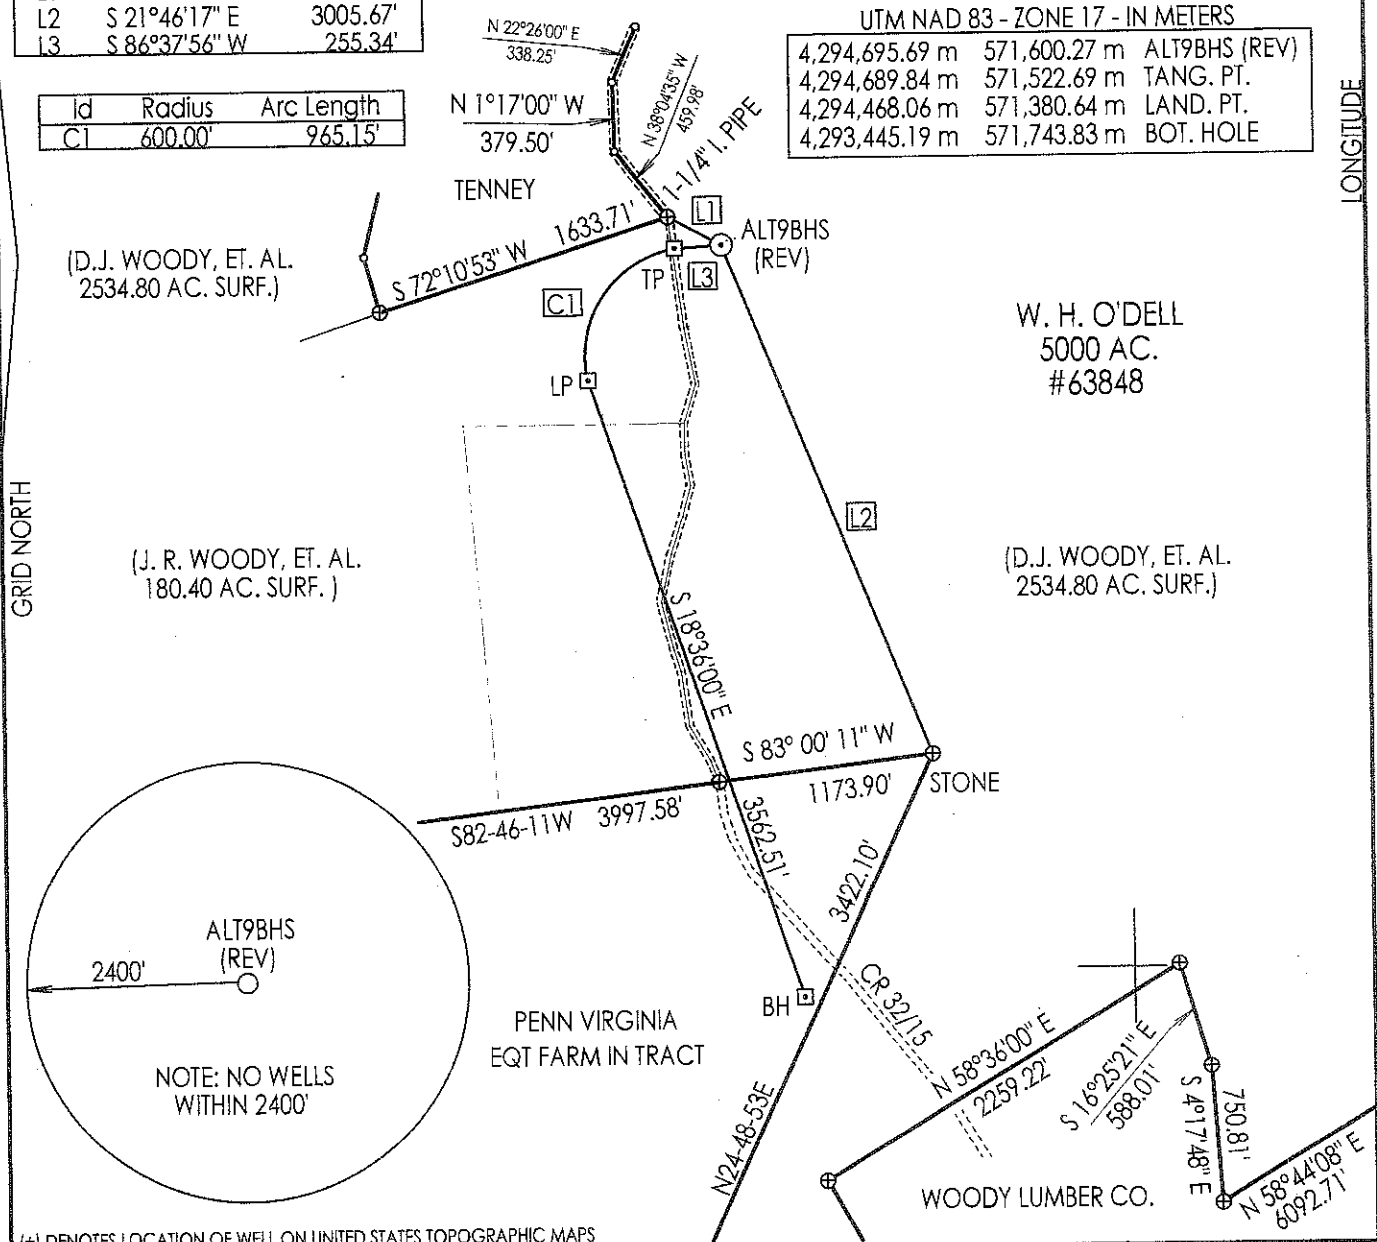 L2 S 21°46'17" E 3005.67'
L3 S 86°37'56" W 255.34'
Id Radius Arc Length
C1 600.00' 965.15'
N 22°26'00" E
338.25'
N 1°17'00" W
379.50'
N 38°04'35" W
459.98'
1-1/4" I. PIPE
UTM NAD 83 - ZONE 17 - IN METERS
4,294,695.69 m 571,600.27 m ALT9BHS (REV)
4,294,689.84 m 571,522.69 m TANG. PT.
4,294,468.06 m 571,380.64 m LAND. PT.
4,293,445.19 m 571,743.83 m BOT. HOLE
LONGITUDE
TENNEY
L1
ALT9BHS
(REV)
S 72°10'53" W 1633.71'
TP
L3
(D.J. WOODY, ET. AL.
2534.80 AC. SURF.)
C1
LP
W. H. O'DELL
5000 AC.
#63848
GRID NORTH
L2
(J. R. WOODY, ET. AL.
180.40 AC. SURF. )
(D.J. WOODY, ET. AL.
2534.80 AC. SURF.)
S 18°36'00" E
3562.51'
S 83° 00' 11" W
1173.90'
STONE
S82-46-11W 3997.58'
3422.10'
ALT9BHS
(REV)
2400'
NOTE: NO WELLS
WITHIN 2400'
BH
PENN VIRGINIA
EQT FARM IN TRACT
CR 32/15
N 58°36'00" E
2259.22'
S 16°25'21" E
588.01'
S 4°17'48" E
750.81'
N24-48-53E
WOODY LUMBER CO.
N 58°44'08" E
6092.71'
(+) DENOTES LOCATION OF WELL ON UNITED STATES TOPOGRAPHIC MAPS